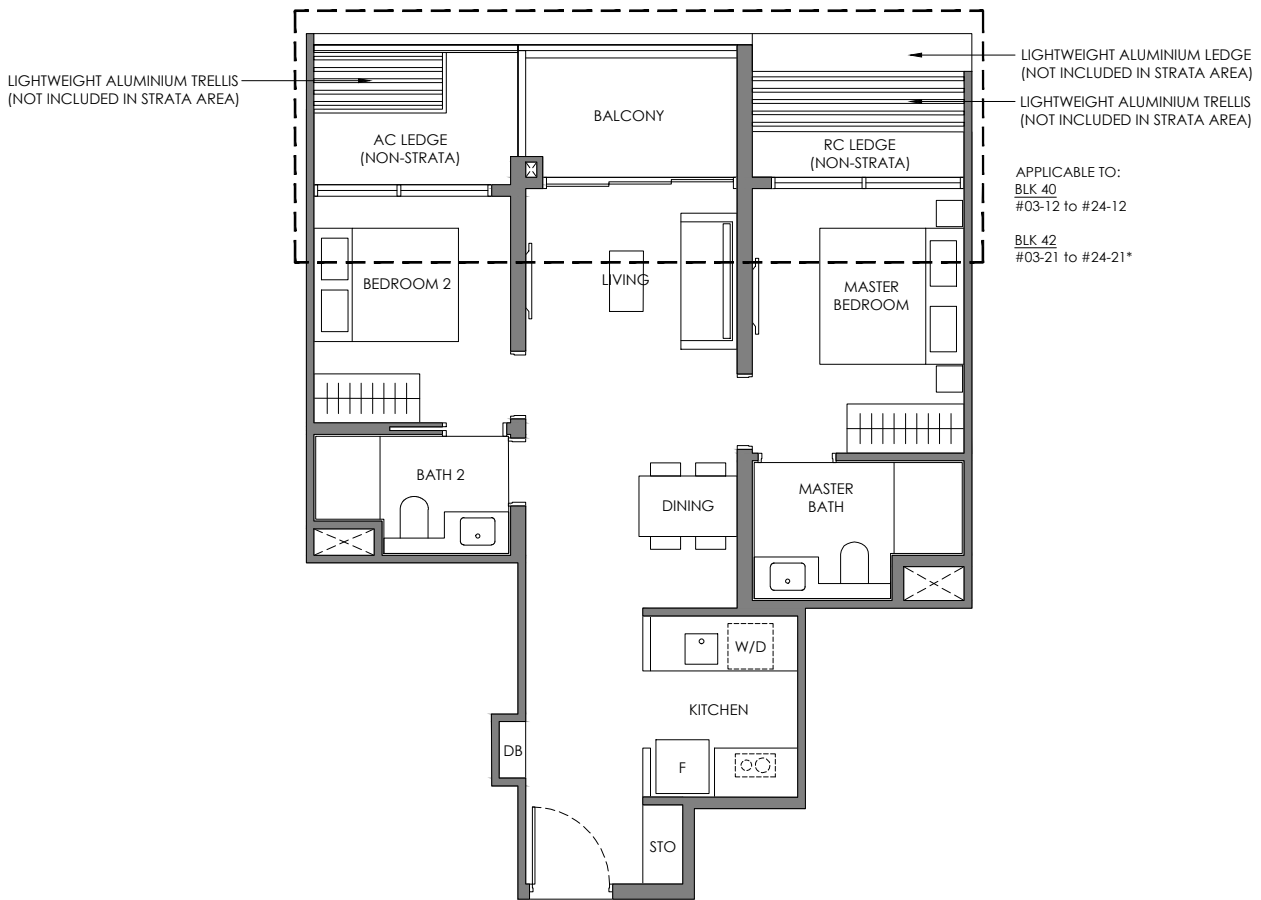 LIGHTWEIGHT ALUMINIUM TRELLIS
(NOT INCLUDED IN STRATA AREA)
LIGHTWEIGHT ALUMINIUM LEDGE
(NOT INCLUDED IN STRATA AREA)
LIGHTWEIGHT ALUMINIUM TRELLIS
(NOT INCLUDED IN STRATA AREA)
BALCONY
AC LEDGE
(NON-STRATA)
RC LEDGE
(NON-STRATA)
APPLICABLE TO:
BLK 40
#03-12 to #24-12
BLK 42
#03-21 to #24-21*
BEDROOM 2
LIVING
MASTER
BEDROOM
BATH 2
DINING
MASTER
BATH
W/D
KITCHEN
DB
F
STO